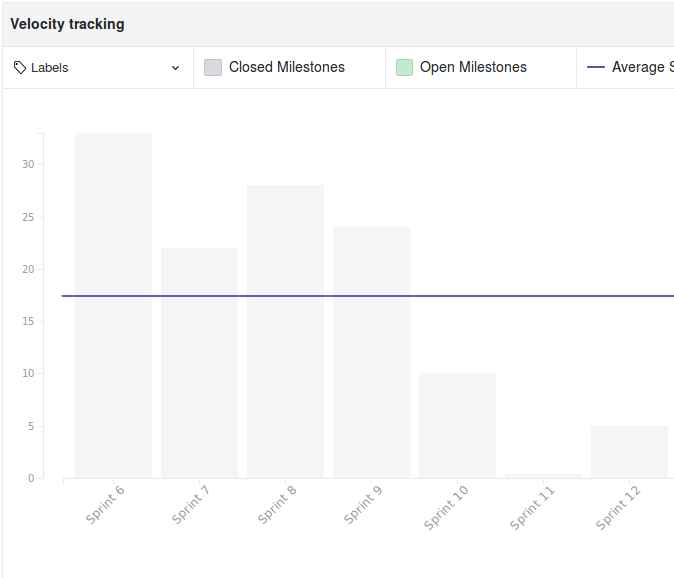 Velocity tracking
Labels
Closed Milestones
Open Milestones
Average S
30
25
20
15
10
5
0
Sprint 6
Sprint 7
Sprint 8
Sprint 9
Sprint 10
Sprint 11
Sprint 12